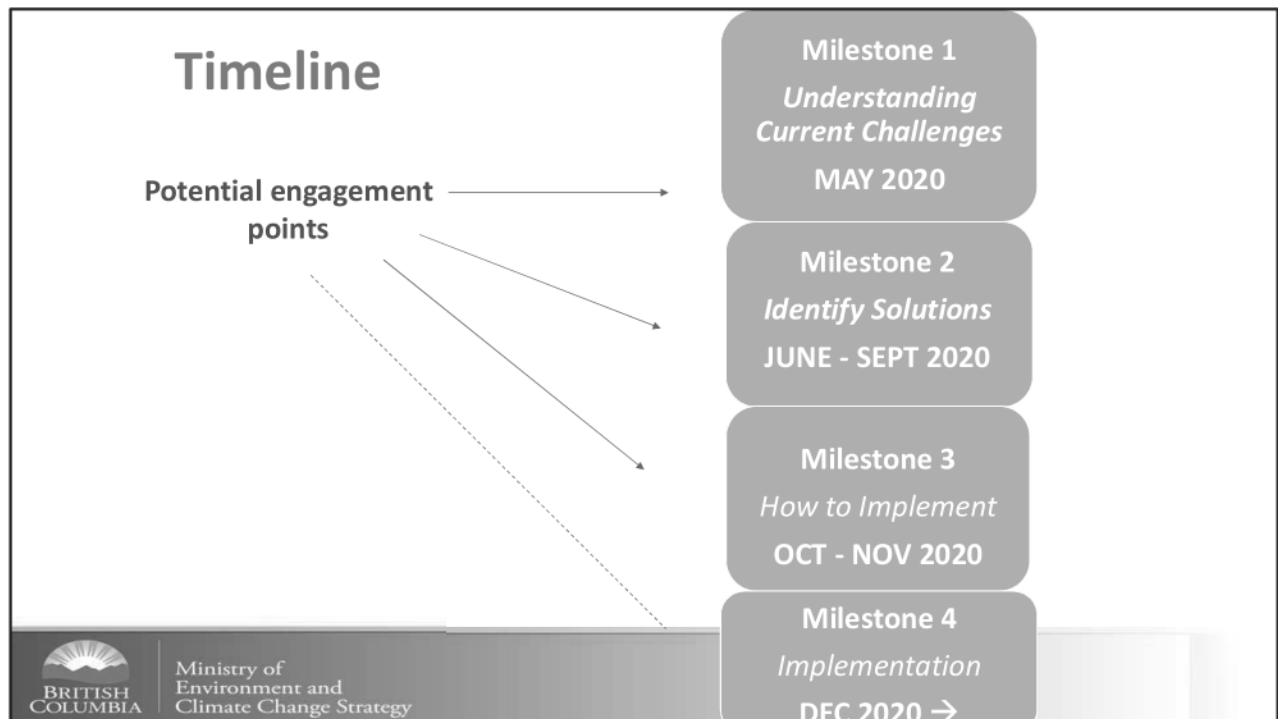 Timeline
Potential engagement
points
Milestone 1
Understanding
Current Challenges
MAY 2020
Milestone 2
Identify Solutions
JUNE - SEPT 2020
Milestone 3
How to Implement
OCT - NOV 2020
Milestone 4
Implementation
DEC 2020 →
BRITISH
COLUMBIA
Ministry of
Environment and
Climate Change Strategy